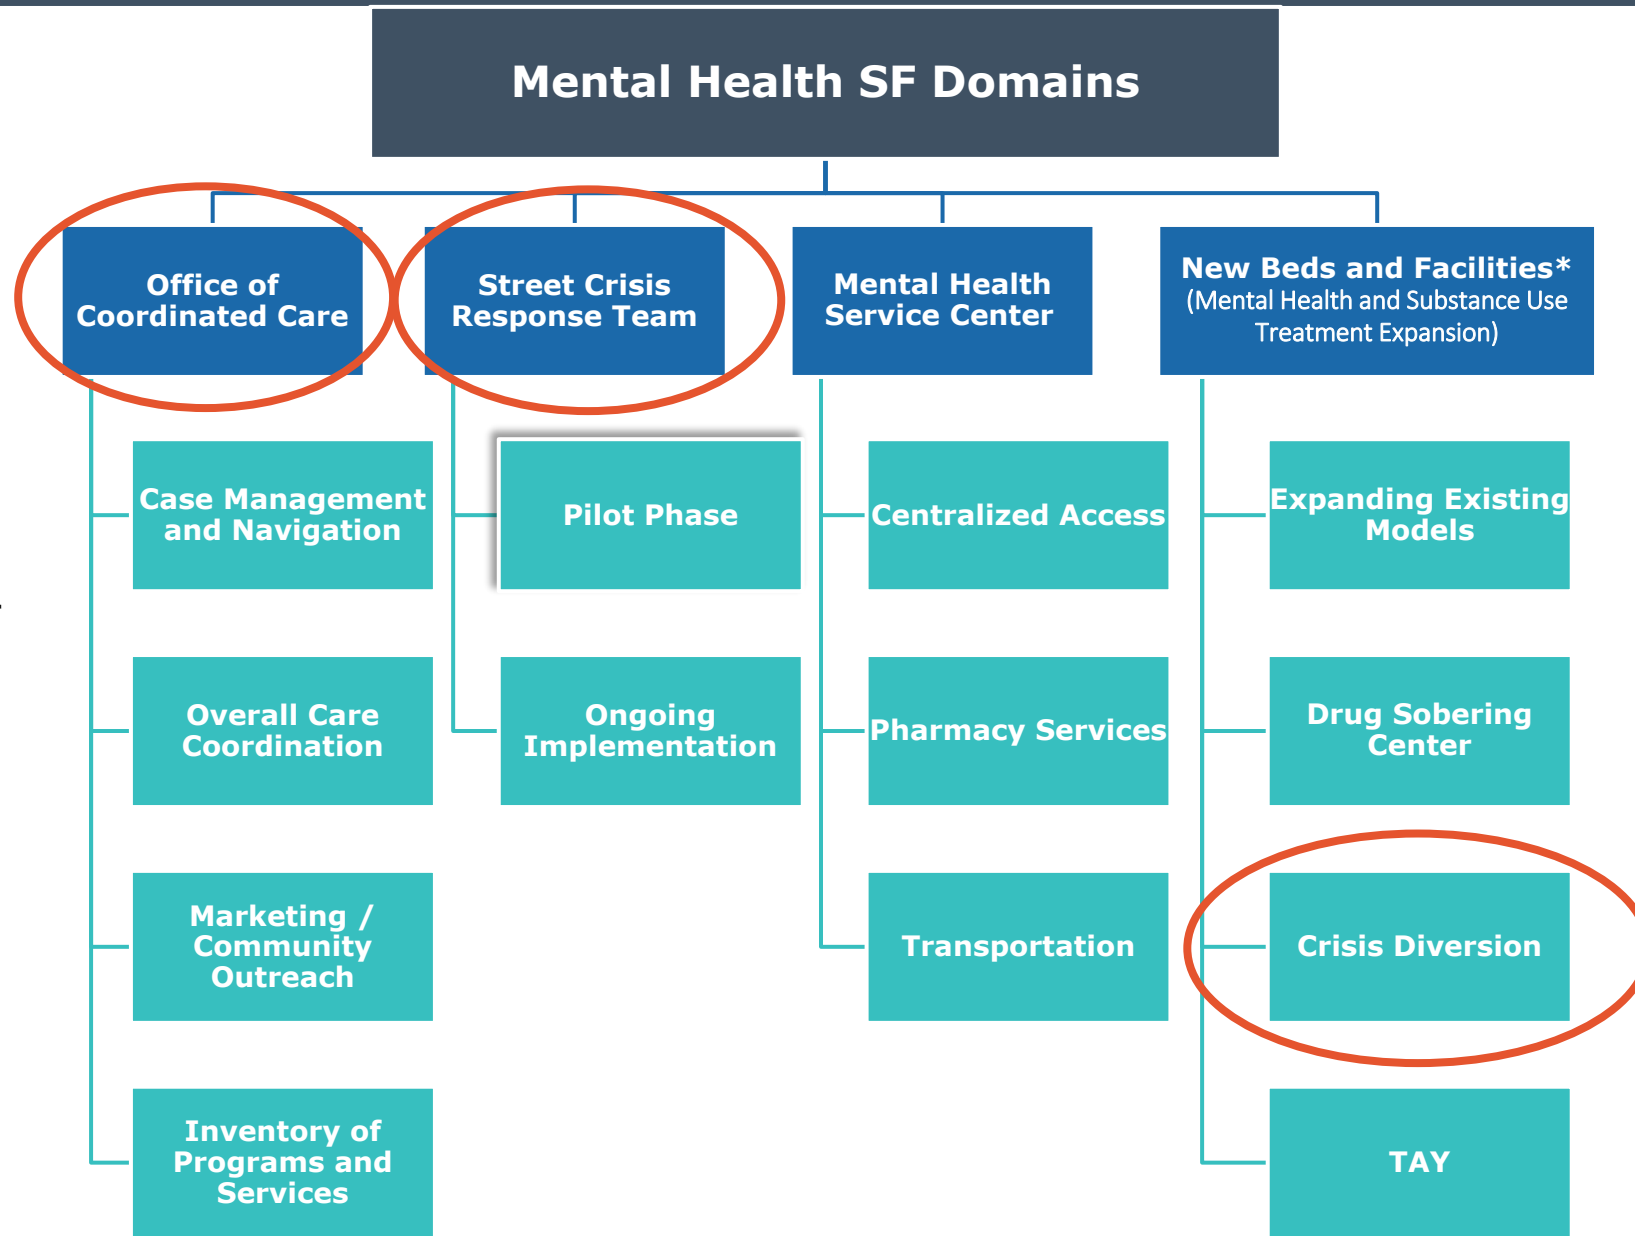 Mental Health SF Domains
Office of
Coordinated Care
Street Crisis
Response Team
Mental Health
Service Center
New Beds and Facilities*
(Mental Health and Substance Use
Treatment Expansion)
Case Management
and Navigation
Overall Care
Coordination
Marketing /
Community
Outreach
Inventory of
Programs and
Services
Pilot Phase
Ongoing
Implementation
Centralized Access
Pharmacy Services
Transportation
Expanding Existing
Models
Drug Sobering
Center
Crisis Diversion
TAY